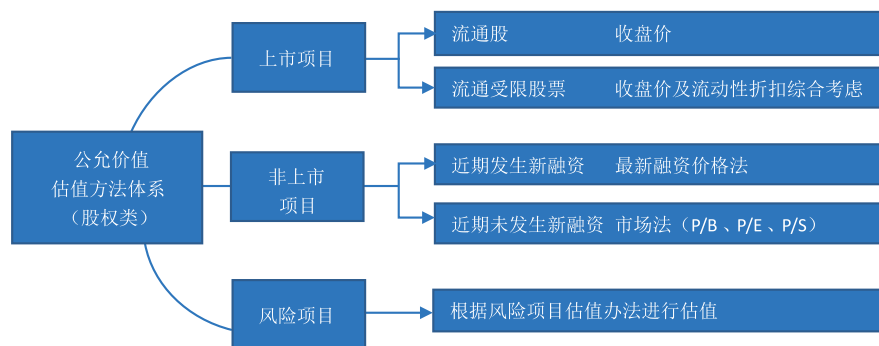 公允价值
估值方法体系
（股权类）
上市项目
流通股 收盘价
流通受限股票 收盘价及流动性折扣综合考虑
非上市
项目
近期发生新融资 最新融资价格法
近期未发生新融资 市场法（P/B、P/E、P/S）
风险项目
根据风险项目估值办法进行估值